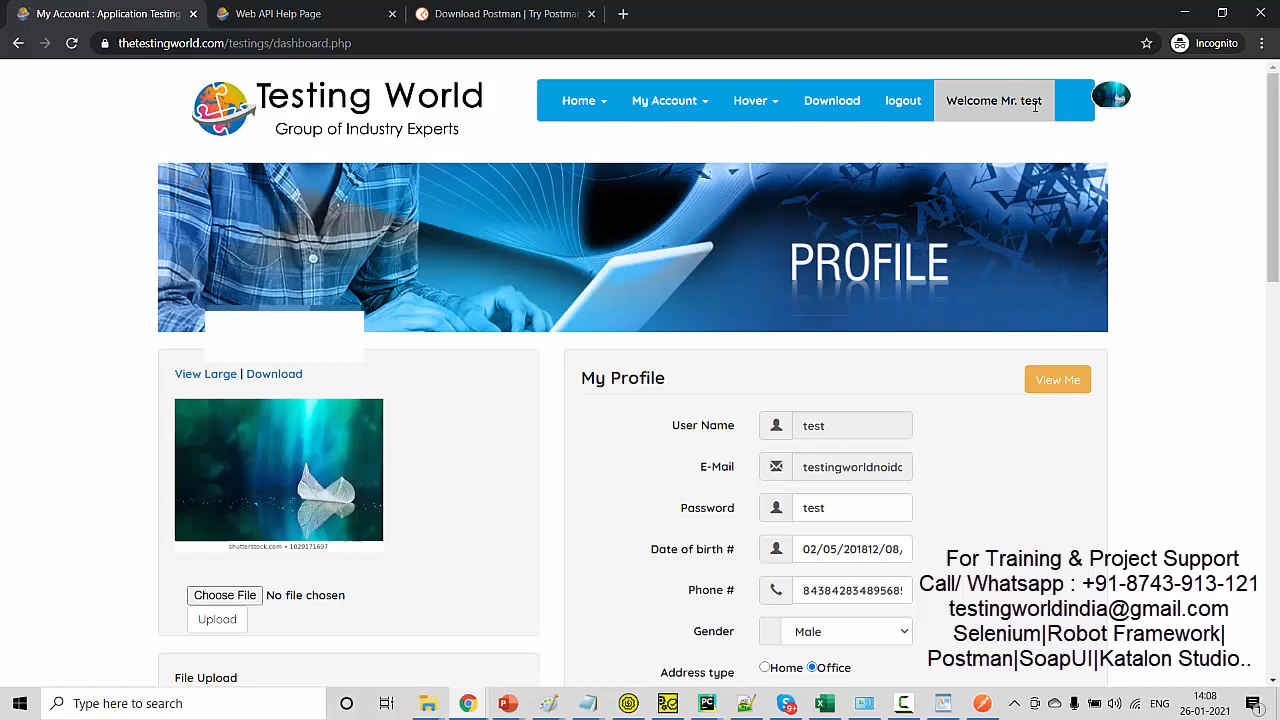 My Account : Application Testing
Web API Help Page
Download Postman | Try Postman
thetestingworld.com/testings/dashboard.php
Incognito
Testing World
Group of Industry Experts
Home
My Account
Hover
Download
logout
Welcome Mr. test
PROFILE
View Large | Download
shutterstock.com • 1029171697
Choose File No file chosen
Upload
File Upload
My Profile
View Me
User Name test
E-Mail testingworldnoida
Password test
Date of birth # 02/05/201812/08/
Phone # 843842834895685
Gender Male
Address type Home Office
For Training & Project Support
Call/ Whatsapp : +91-8743-913-121
testingworldindia@gmail.com
Selenium|Robot Framework|
Postman|SoapUI|Katalon Studio..
Type here to search
14:08
26-01-2021